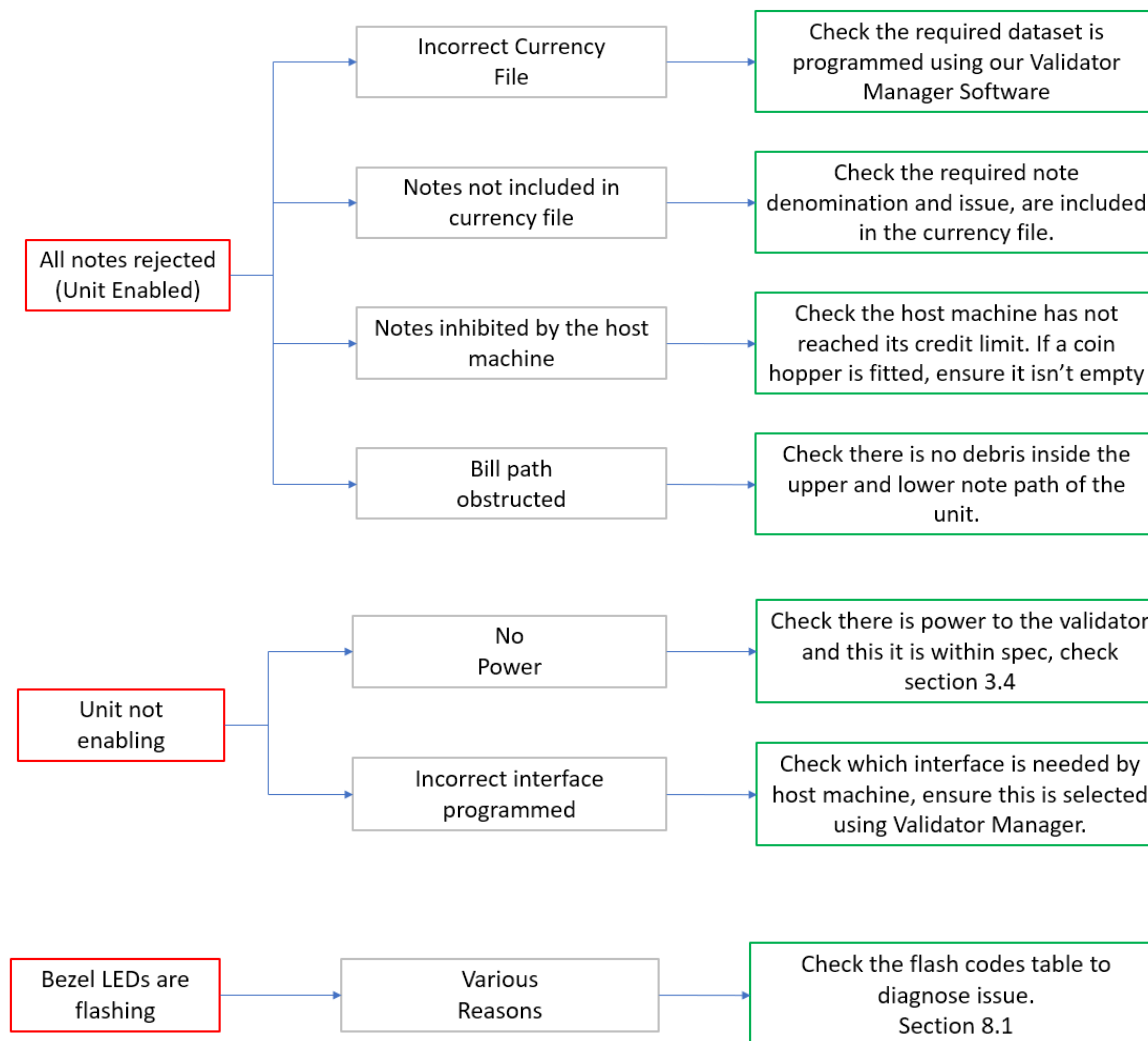 All notes rejected
(Unit Enabled)
Incorrect Currency
File
Check the required dataset is
programmed using our Validator
Manager Software
Notes not included in
currency file
Check the required note
denomination and issue, are included
in the currency file.
Notes inhibited by the host
machine
Check the host machine has not
reached its credit limit. If a coin
hopper is fitted, ensure it isn’t empty
Bill path
obstructed
Check there is no debris inside the
upper and lower note path of the
unit.
Unit not
enabling
No
Power
Check there is power to the validator
and this it is within spec, check
section 3.4
Incorrect interface
programmed
Check which interface is needed by
host machine, ensure this is selected
using Validator Manager.
Bezel LEDs are
flashing
Various
Reasons
Check the flash codes table to
diagnose issue.
Section 8.1